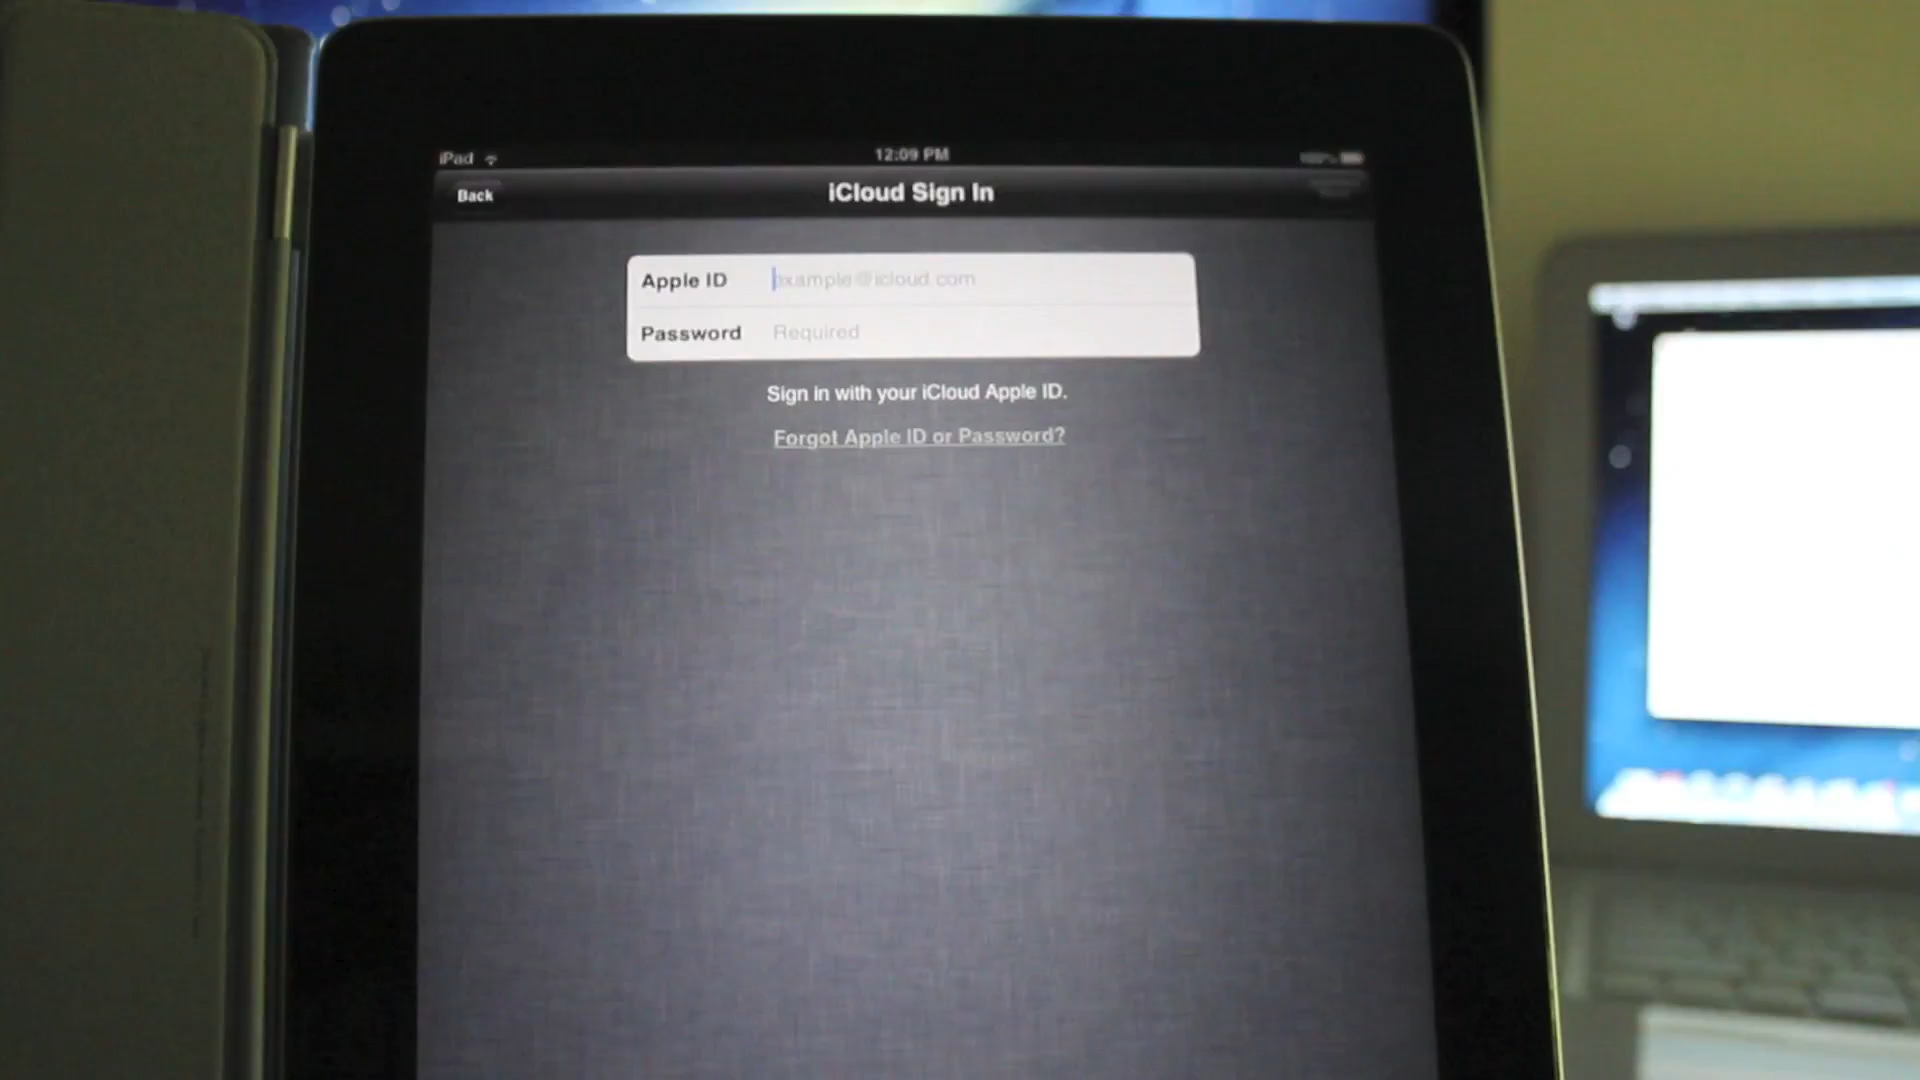 iPad
12:09 PM
Back
iCloud Sign In
Apple ID
example@icloud.com
Password
Required
Sign in with your iCloud Apple ID.
Forgot Apple ID or Password?